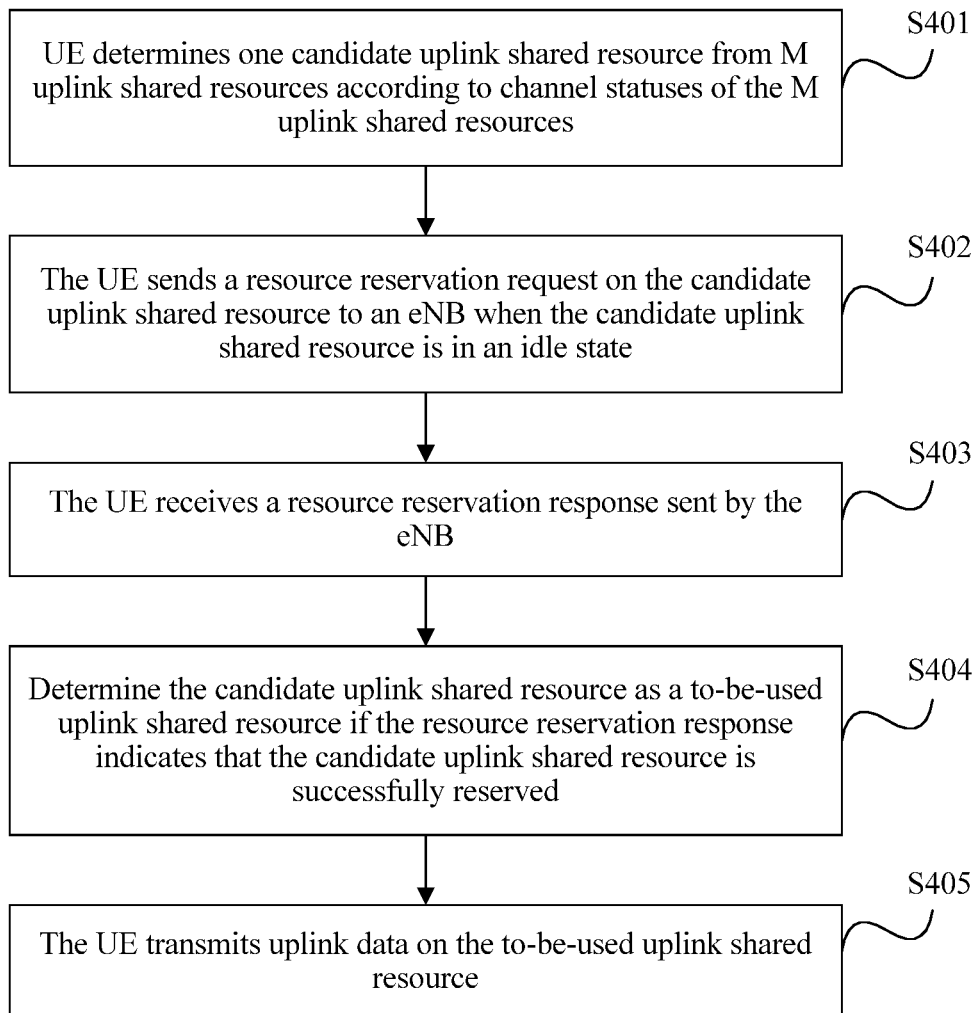 S401
UE determines one candidate uplink shared resource from M
uplink shared resources according to channel statuses of the M
uplink shared resources
S402
The UE sends a resource reservation request on the candidate
uplink shared resource to an eNB when the candidate uplink
shared resource is in an idle state
S403
The UE receives a resource reservation response sent by the
eNB
S404
Determine the candidate uplink shared resource as a to-be-used
uplink shared resource if the resource reservation response
indicates that the candidate uplink shared resource is
successfully reserved
S405
The UE transmits uplink data on the to-be-used uplink shared
resource